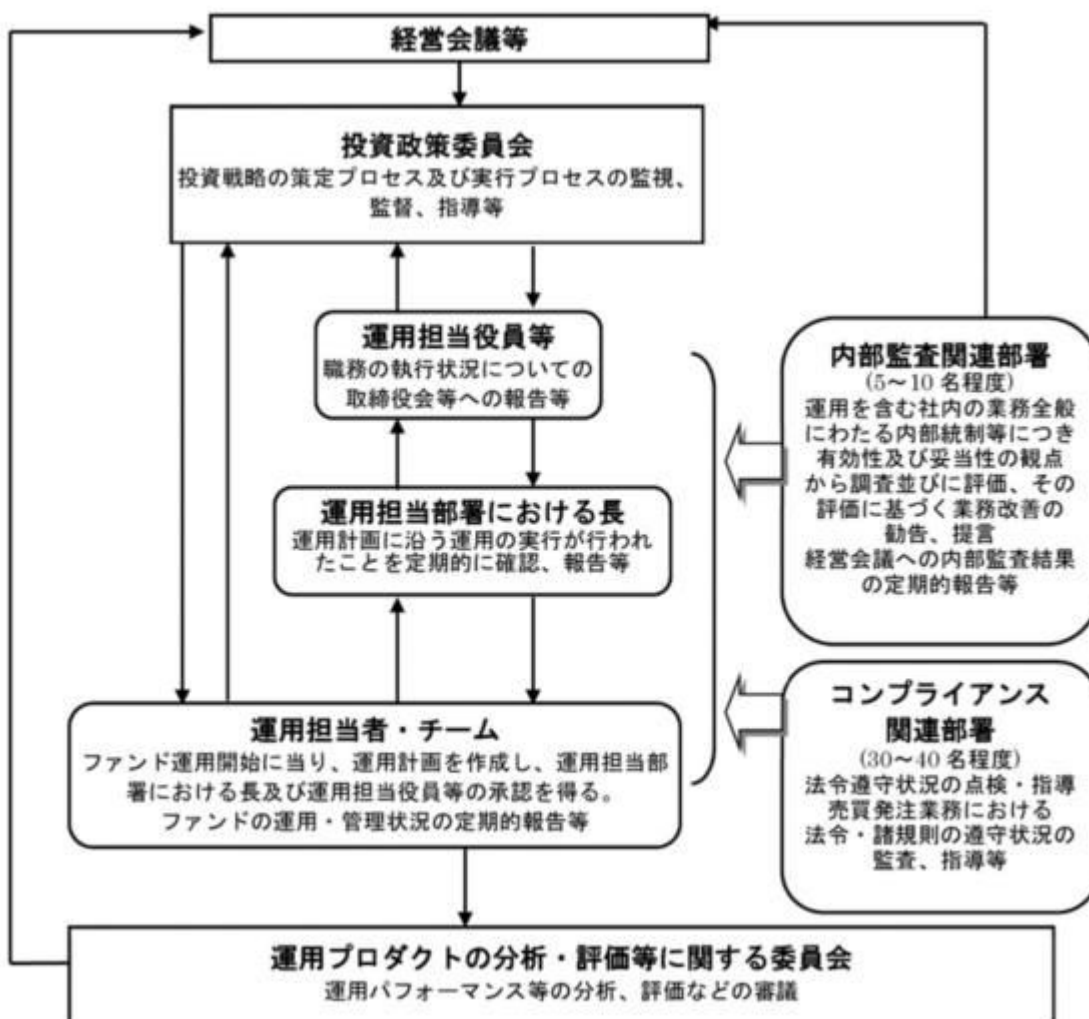 経営会議等
投資政策委員会
投資戦略の策定プロセス及び実行プロセスの監視、
監督、指導等
運用担当役員等
職務の執行状況についての
取締役会等への報告等
運用担当部署における長
運用計画に沿う運用の実行が行われ
たことを定期的に確認、報告等
運用担当者・チーム
ファンド運用開始に当り、運用計画を作成し、運用担当部
署における長及び運用担当役員等の承認を得る。
ファンドの運用・管理状況の定期的報告等
内部監査関連部署
(5～10 名程度)
運用を含む社内の業務全般
にわたる内部統制等につき
有効性及び妥当性の観点
から調査並びに評価、その
評価に基づく業務改善の
勧告、提言
経営会議への内部監査結果
の定期的報告等
コンプライアンス
関連部署
(30～40 名程度)
法令遵守状況の点検・指導
売買発注業務における
法令・諸規則の遵守状況の
監査、指導等
運用プロダクトの分析・評価等に関する委員会
運用パフォーマンス等の分析、評価などの審議